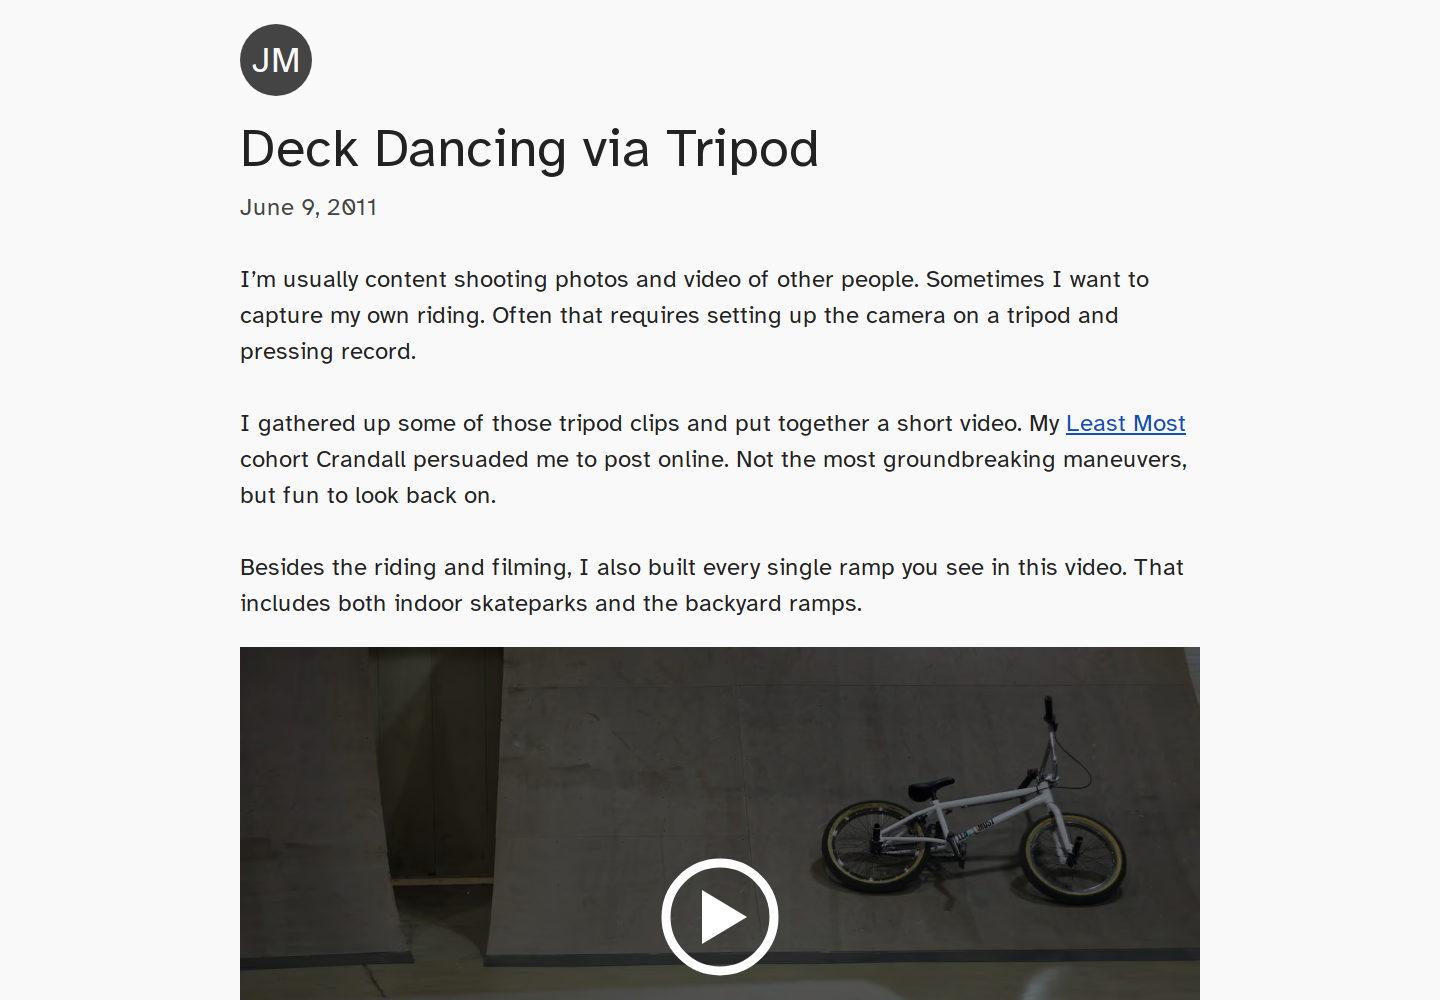 JM
Deck Dancing via Tripod
June 9, 2011
I’m usually content shooting photos and video of other people. Sometimes I want to
capture my own riding. Often that requires setting up the camera on a tripod and
pressing record.
I gathered up some of those tripod clips and put together a short video. My Least Most
cohort Crandall persuaded me to post online. Not the most groundbreaking maneuvers,
but fun to look back on.
Besides the riding and filming, I also built every single ramp you see in this video. That
includes both indoor skateparks and the backyard ramps.